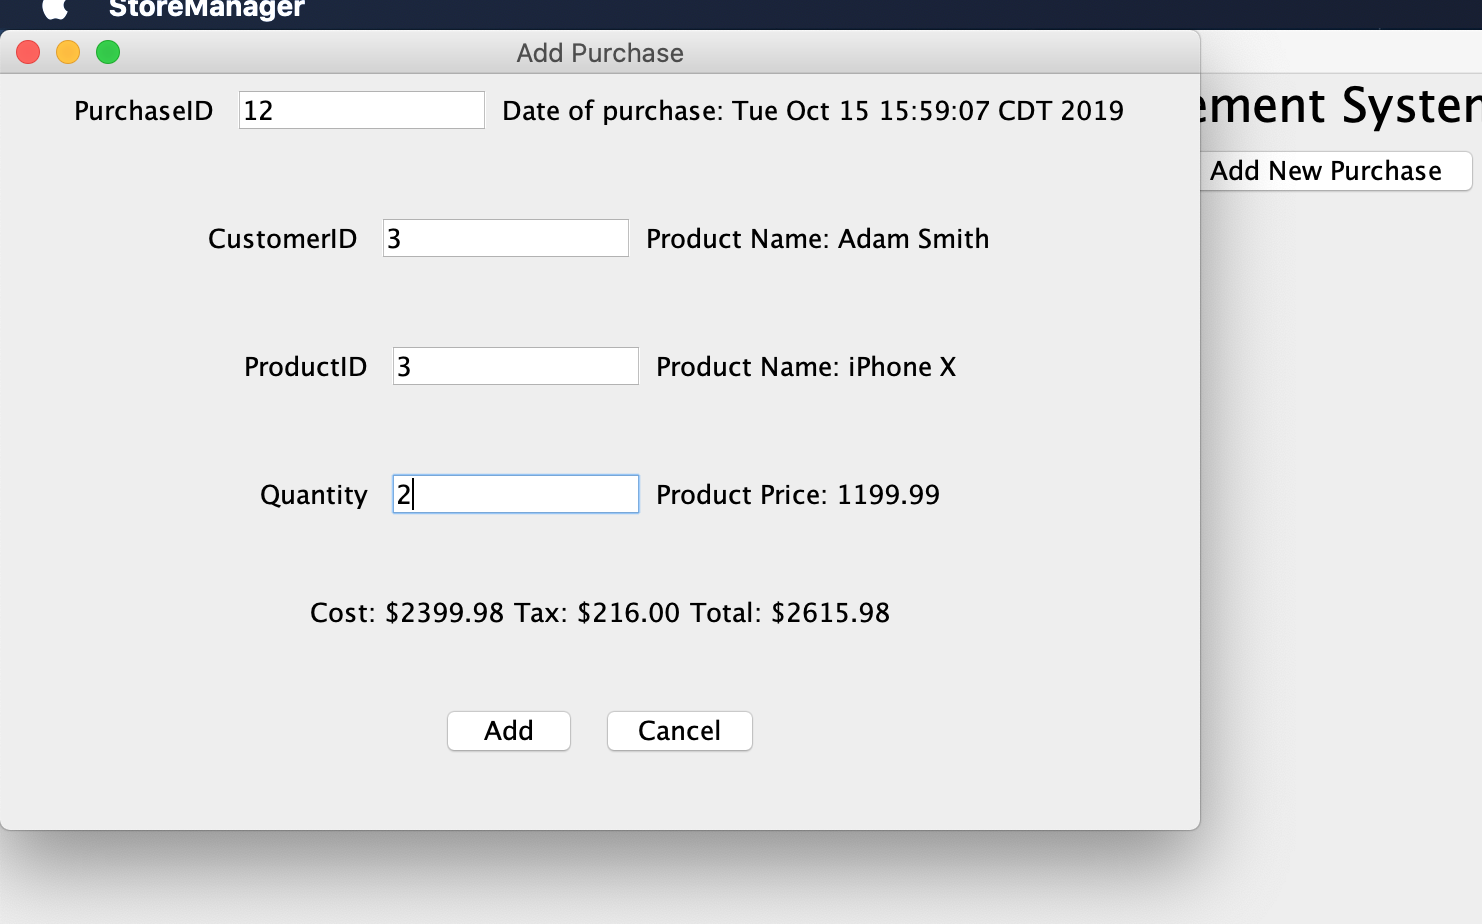 StoreManager
Add Purchase
PurchaseID 12 Date of purchase: Tue Oct 15 15:59:07 CDT 2019
ement System
Add New Purchase
CustomerID 3 Product Name: Adam Smith
ProductID 3 Product Name: iPhone X
Quantity 2 Product Price: 1199.99
Cost: $2399.98 Tax: $216.00 Total: $2615.98
Add Cancel